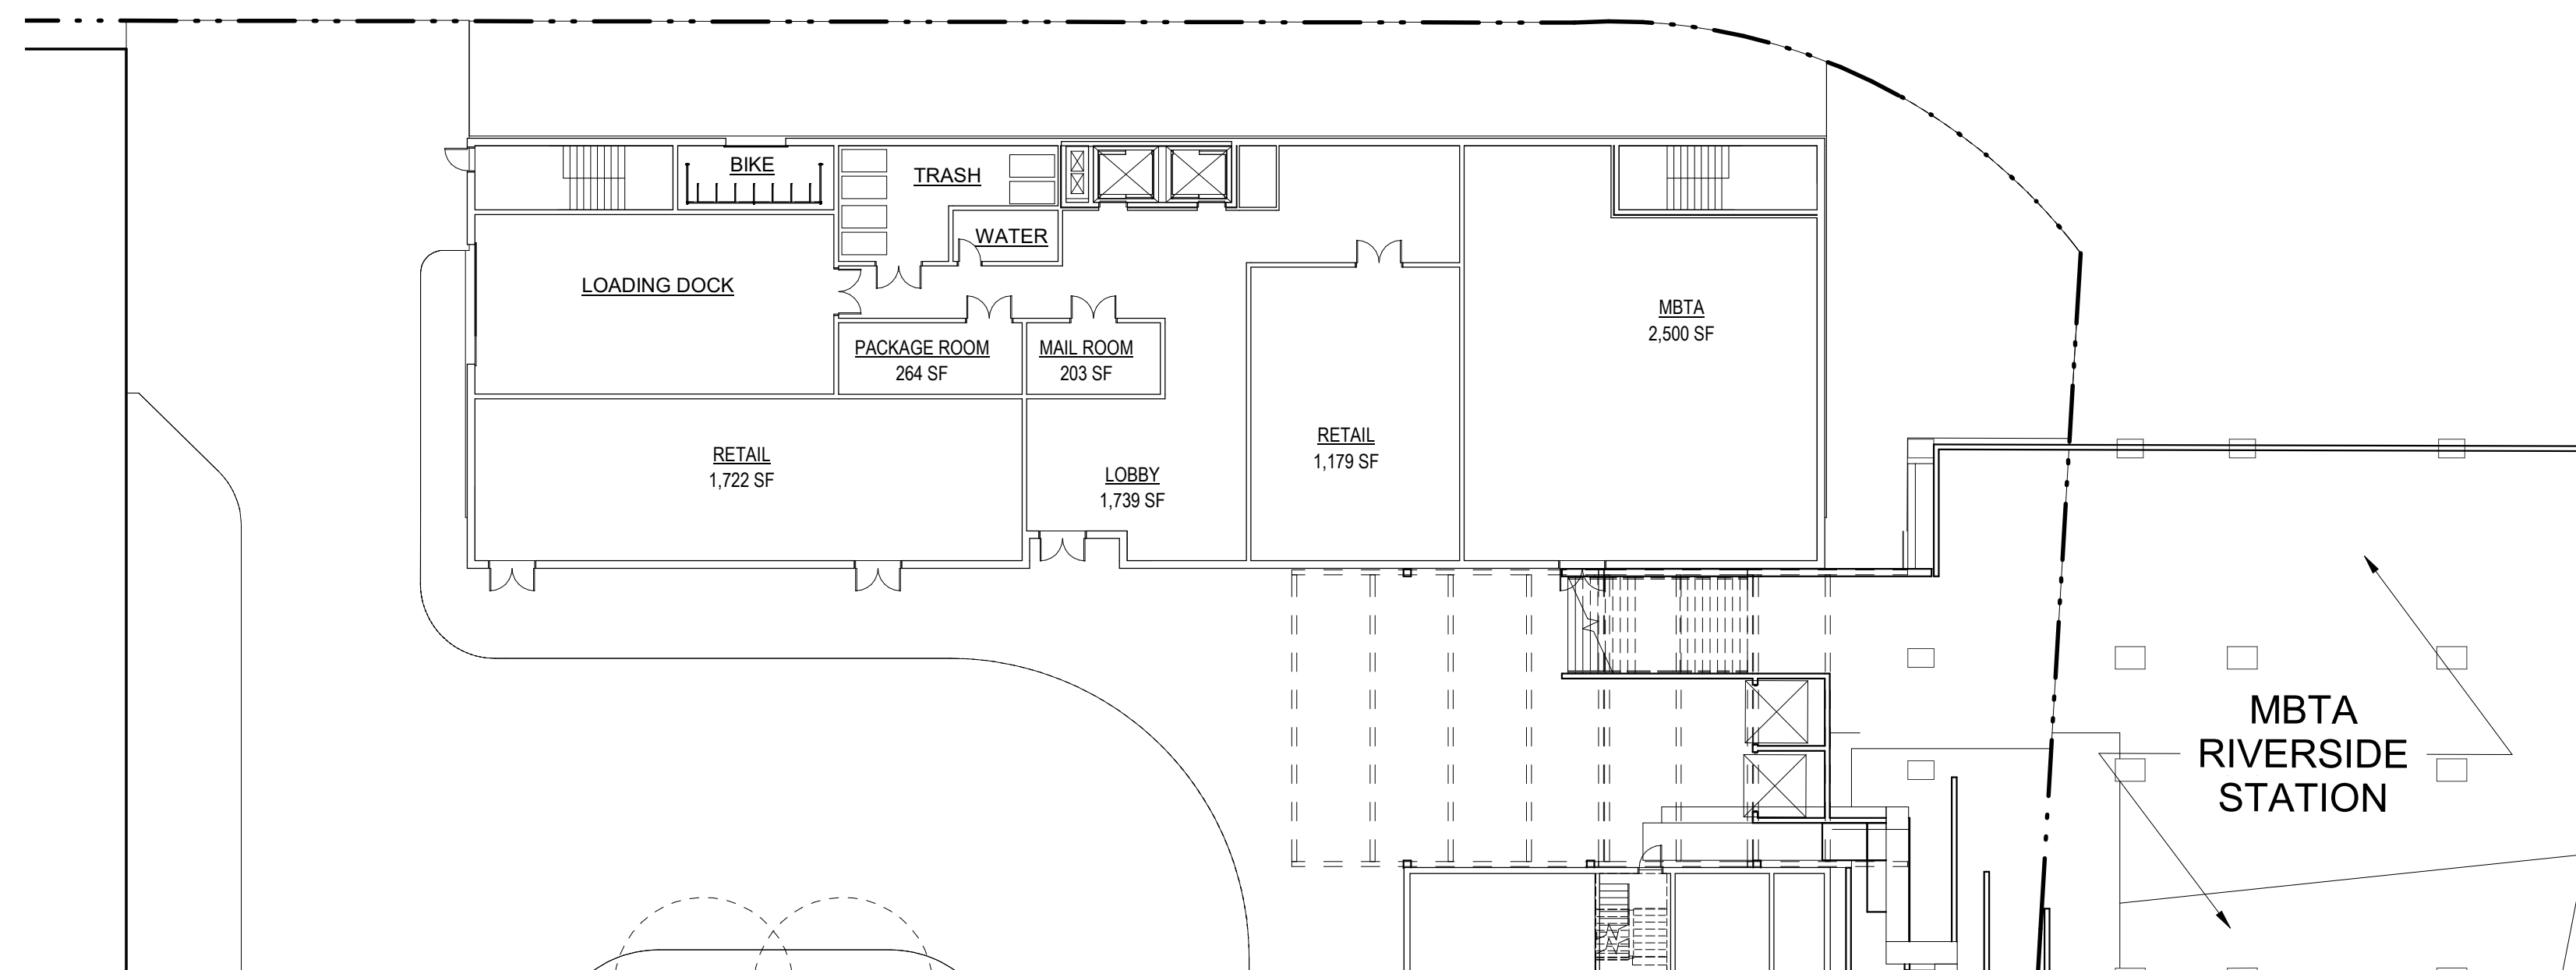 BIKE
TRASH
WATER
LOADING DOCK
PACKAGE ROOM
264 SF
MAIL ROOM
203 SF
MBTA
2,500 SF
RETAIL
1,722 SF
LOBBY
1,739 SF
RETAIL
1,179 SF
MBTA
RIVERSIDE
STATION